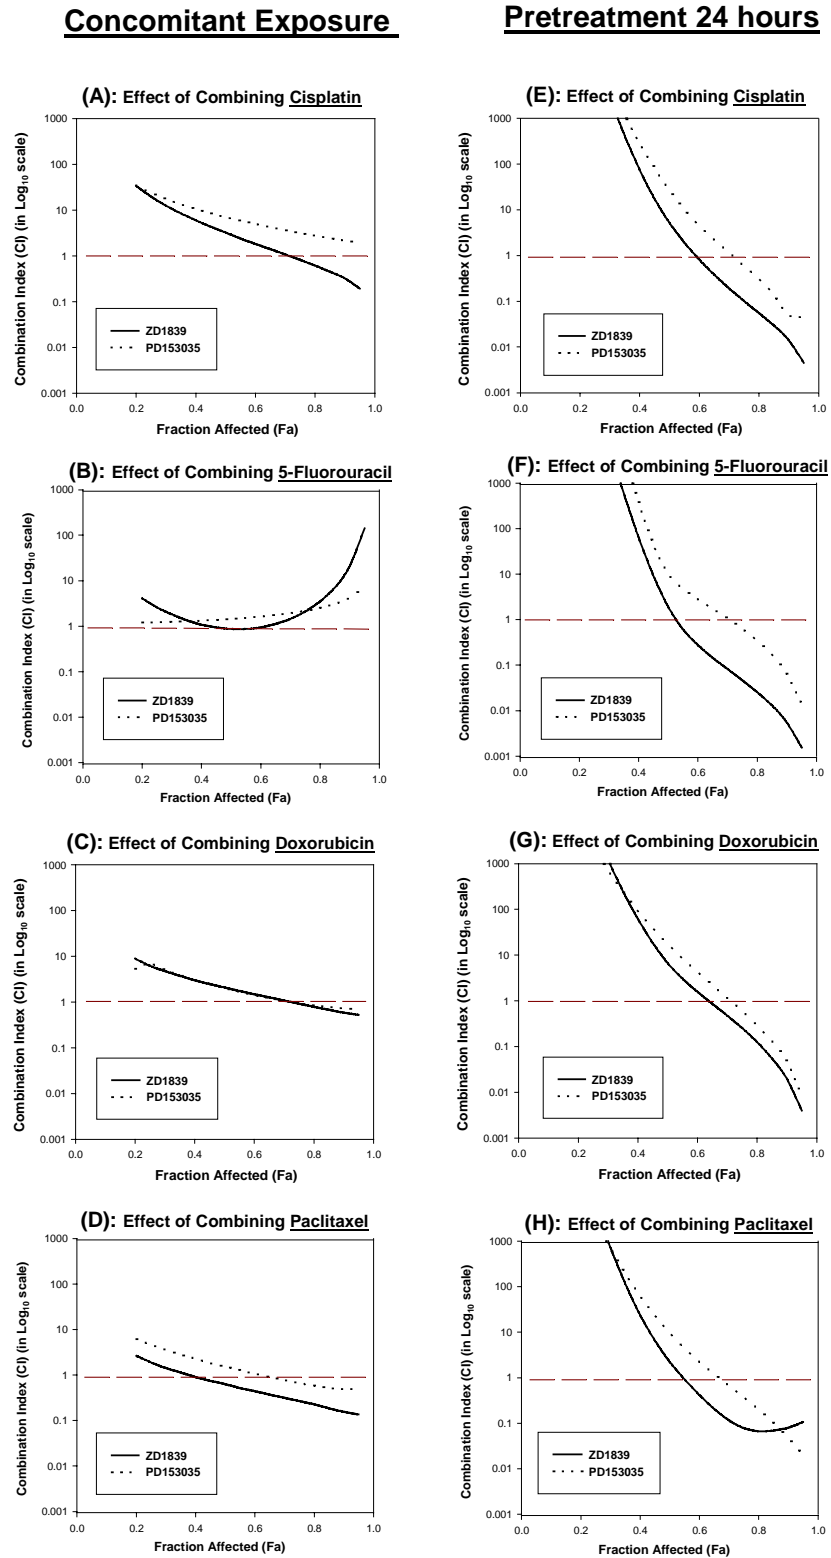 Concomitant Exposure
Pretreatment 24 hours
(A): Effect of Combining Cisplatin
Combination Index (CI) (in Log10 scale)
1000
100
10
1
0.1
0.01
0.001
ZD1839
PD153035
0.0 0.2 0.4 0.6 0.8 1.0
Fraction Affected (Fa)
(E): Effect of Combining Cisplatin
Combination Index (CI) (in Log10 scale)
1000
100
10
1
0.1
0.01
0.001
ZD1839
PD153035
0.0 0.2 0.4 0.6 0.8 1.0
Fraction Affected (Fa)
(B): Effect of Combining 5-Fluorouracil
Combination Index (CI) (in Log10 scale)
1000
100
10
1
0.1
0.01
0.001
ZD1839
PD153035
0.0 0.2 0.4 0.6 0.8 1.0
Fraction Affected (Fa)
(F): Effect of Combining 5-Fluorouracil
Combination Index (CI) (in Log10 scale)
1000
100
10
1
0.1
0.01
0.001
ZD1839
PD153035
0.0 0.2 0.4 0.6 0.8 1.0
Fraction Affected (Fa)
(C): Effect of Combining Doxorubicin
Combination Index (CI) (in Log10 scale)
1000
100
10
1
0.1
0.01
0.001
ZD1839
PD153035
0.0 0.2 0.4 0.6 0.8 1.0
Fraction Affected (Fa)
(G): Effect of Combining Doxorubicin
Combination Index (CI) (in Log10 scale)
1000
100
10
1
0.1
0.01
0.001
ZD1839
PD153035
0.0 0.2 0.4 0.6 0.8 1.0
Fraction Affected (Fa)
(D): Effect of Combining Paclitaxel
Combination Index (CI) (in Log10 scale)
1000
100
10
1
0.1
0.01
0.001
ZD1839
PD153035
0.0 0.2 0.4 0.6 0.8 1.0
Fraction Affected (Fa)
(H): Effect of Combining Paclitaxel
Combination Index (CI) (in Log10 scale)
1000
100
10
1
0.1
0.01
0.001
ZD1839
PD153035
0.0 0.2 0.4 0.6 0.8 1.0
Fraction Affected (Fa)